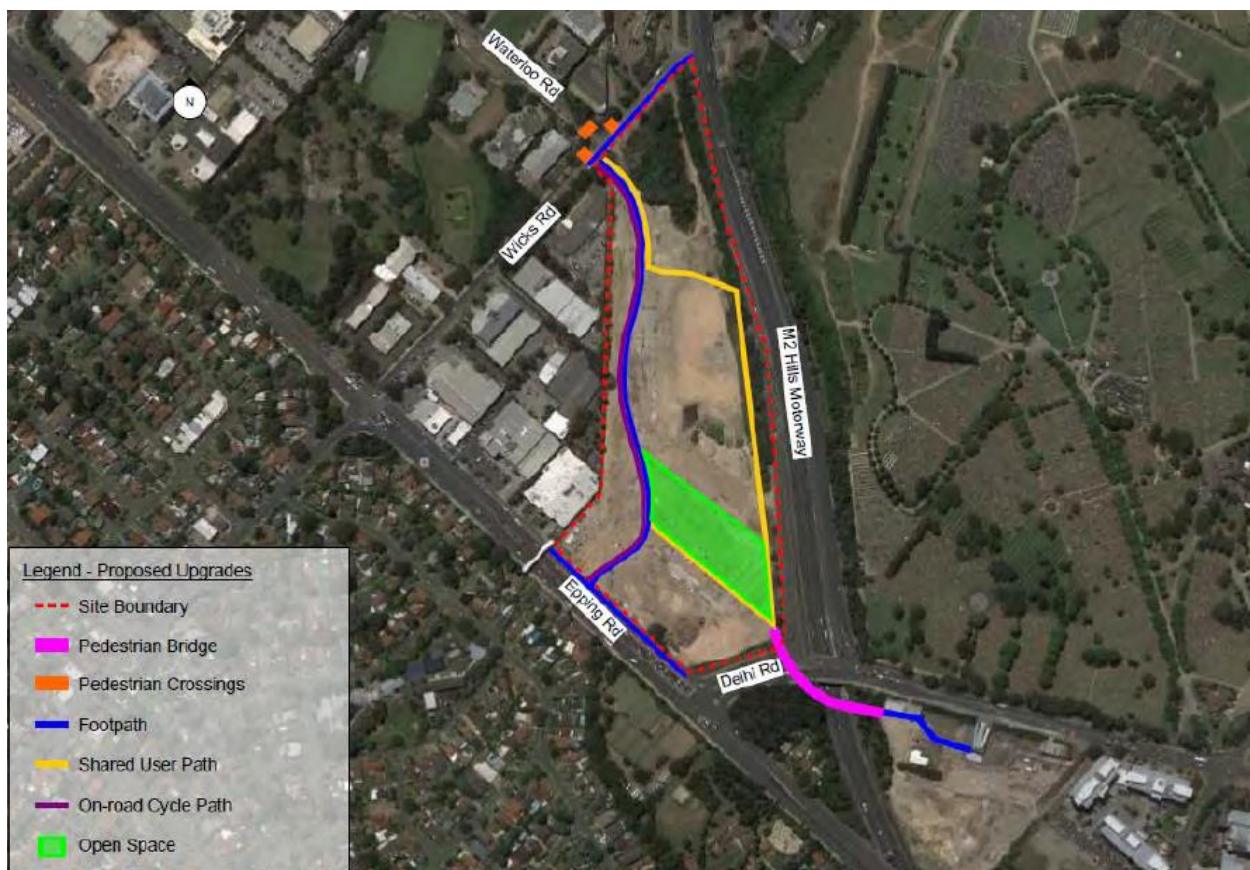 Waterloo Rd
N
Wicks Rd
M2 Hills Motorway
Epping Rd
Delhi Rd
Legend - Proposed Upgrades
Site Boundary
Pedestrian Bridge
Pedestrian Crossings
Footpath
Shared User Path
On-road Cycle Path
Open Space